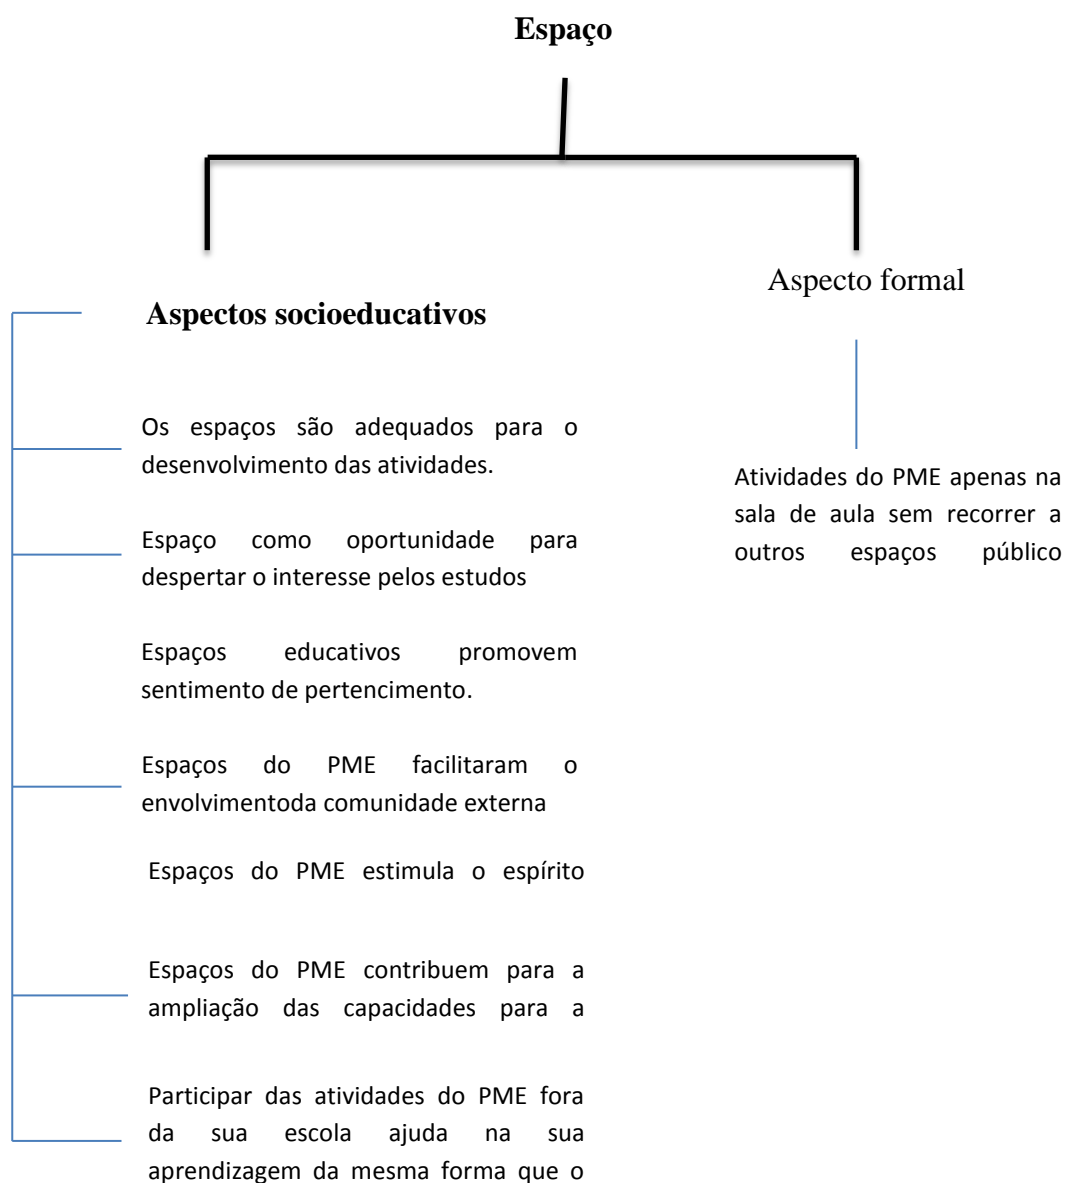 Espaço
Aspectos socioeducativos
Os espaços são adequados para o
desenvolvimento das atividades.
Espaço como oportunidade para
despertar o interesse pelos estudos
Espaços educativos promovem
sentimento de pertencimento.
Espaços do PME facilitaram o
envolvimentoda comunidade externa
Espaços do PME estimula o espírito
Espaços do PME contribuem para a
ampliação das capacidades para a
Participar das atividades do PME fora
da sua escola ajuda na sua
aprendizagem da mesma forma que o
Aspecto formal
Atividades do PME apenas na
sala de aula sem recorrer a
outros espaços público